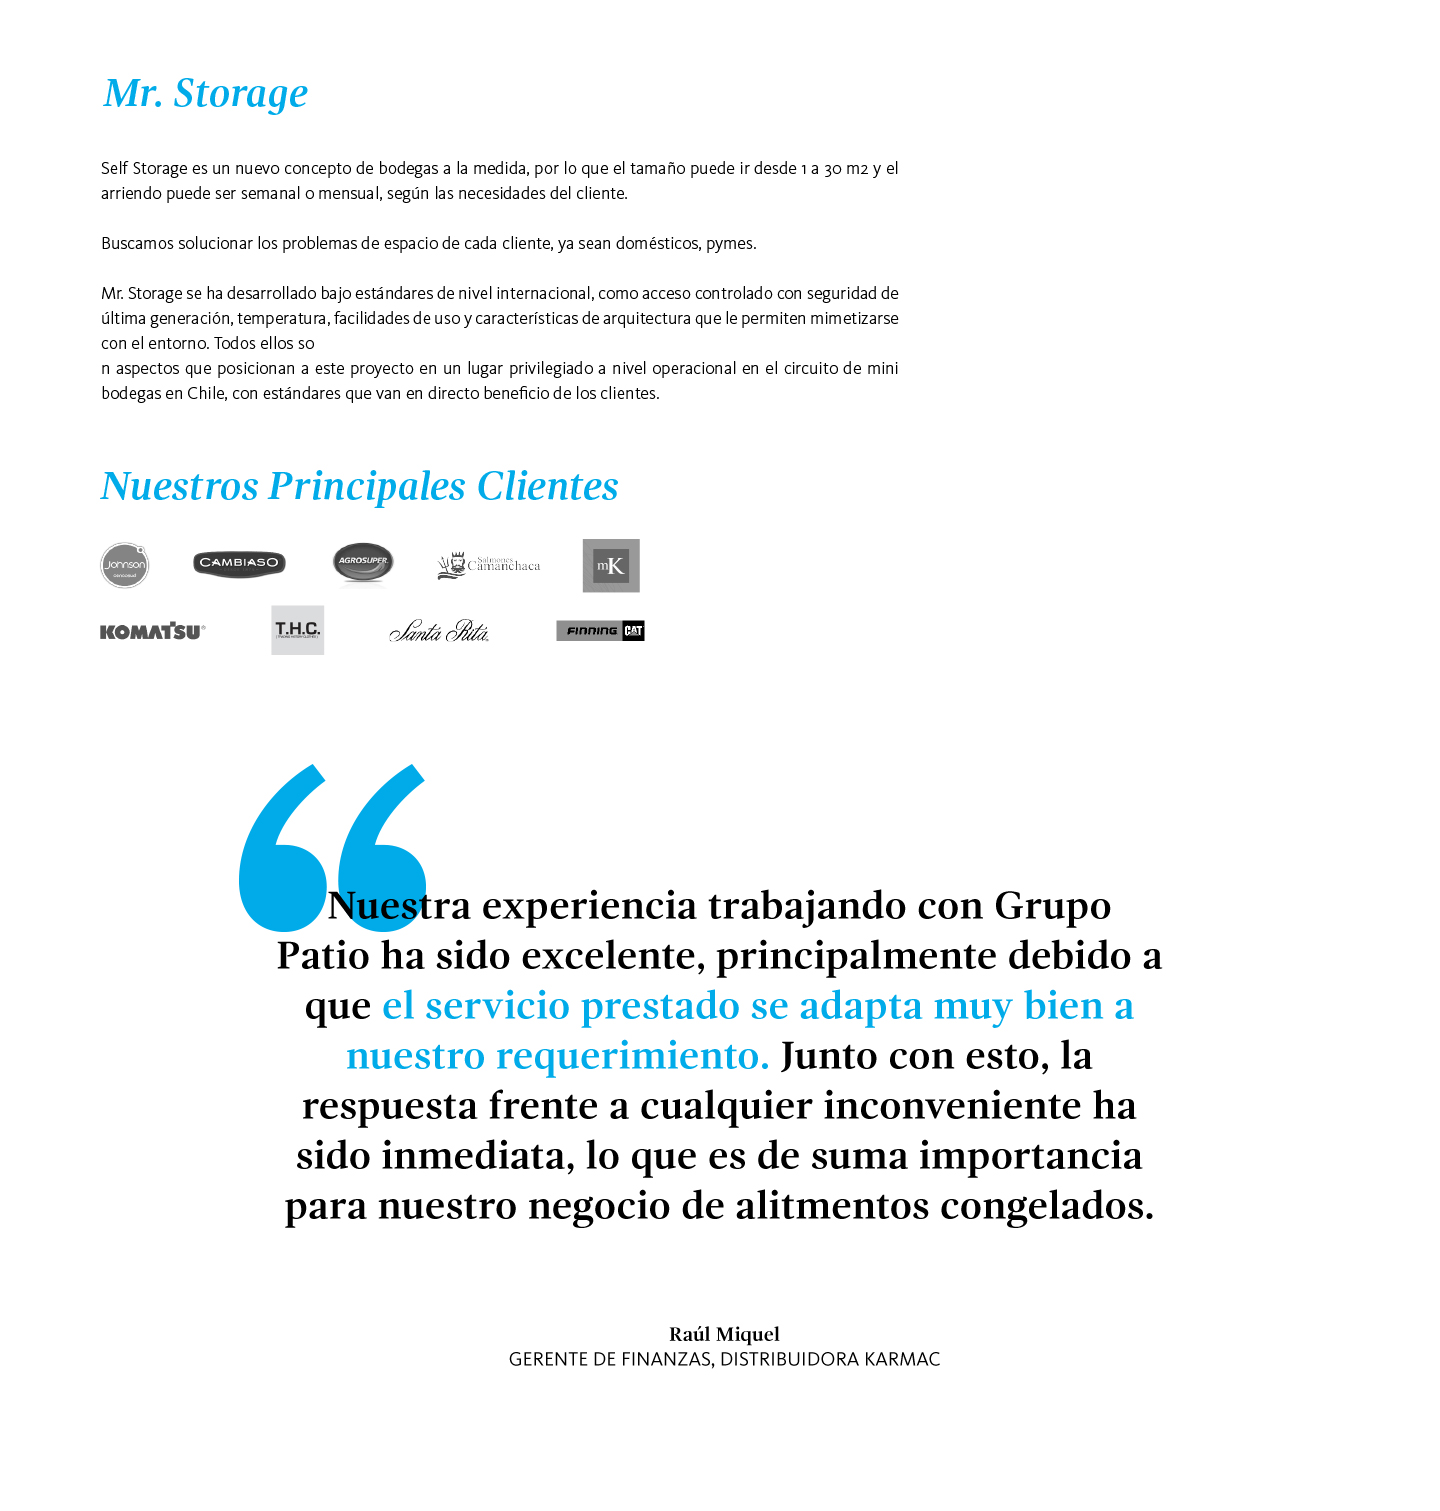 Mr. Storage
Self Storage es un nuevo concepto de bodegas a la medida, por lo que el tamaño puede ir desde 1 a 30 m2 y el
arriendo puede ser semanal o mensual, según las necesidades del cliente.
Buscamos solucionar los problemas de espacio de cada cliente, ya sean domésticos, pymes.
Mr. Storage se ha desarrollado bajo estándares de nivel internacional, como acceso controlado con seguridad de
última generación, temperatura, facilidades de uso y características de arquitectura que le permiten mimetizarse
con el entorno. Todos ellos so
n aspectos que posicionan a este proyecto en un lugar privilegiado a nivel operacional en el circuito de mini
bodegas en Chile, con estándares que van en directo beneficio de los clientes.
Nuestros Principales Clientes
Johnson
cencosud
CAMBIASO
AGROSUPER.
Salmones
Camanchaca
mK
KOMATSU®
T.H.C.
Santa Rita
FINNING CAT
“
Nuestra experiencia trabajando con Grupo
Patio ha sido excelente, principalmente debido a
que el servicio prestado se adapta muy bien a
nuestro requerimiento. Junto con esto, la
respuesta frente a cualquier inconveniente ha
sido inmediata, lo que es de suma importancia
para nuestro negocio de alitmentos congelados.
Raúl Miquel
GERENTE DE FINANZAS, DISTRIBUIDORA KARMAC